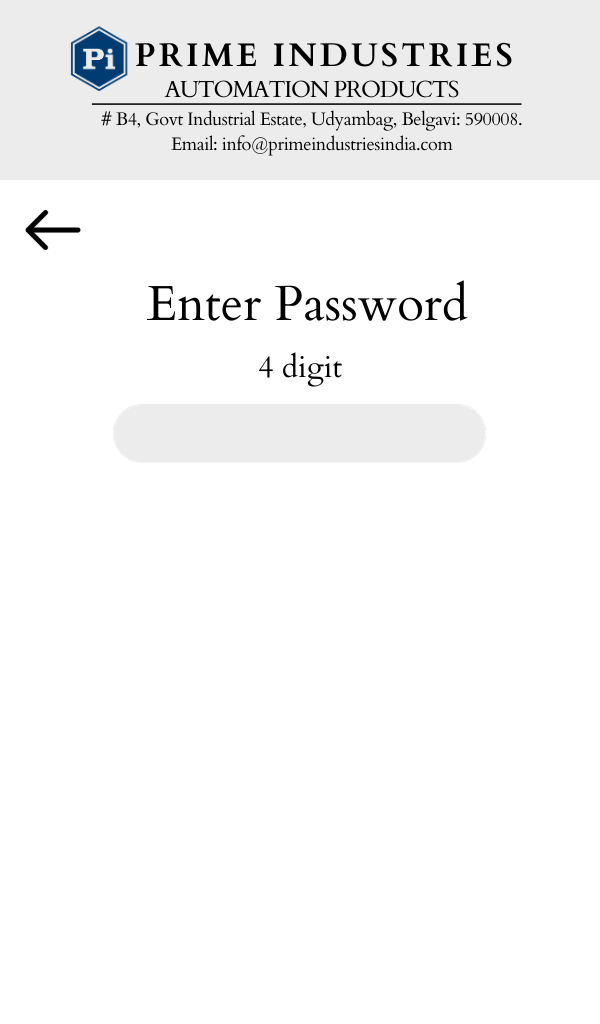 Pi PRIME INDUSTRIES
AUTOMATION PRODUCTS
# B4, Govt Industrial Estate, Udyambag, Belgavi: 590008.
Email: info@primeindustriesindia.com
Enter Password
4 digit